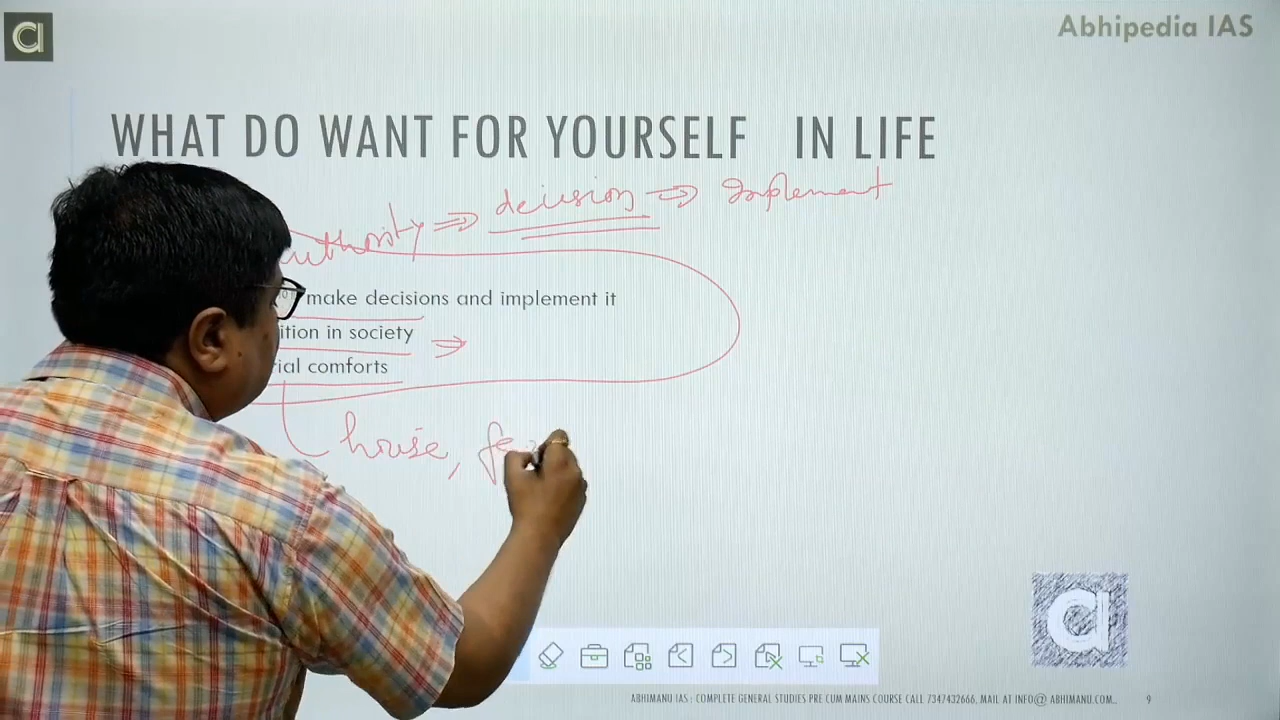 Abhipedia IAS
WHAT DO WANT FOR YOURSELF IN LIFE
authority ⇒ decision ⇒ Implement
make decisions and implement it
ition in society
rial comforts
house,
ABHIMANU IAS : COMPLETE GENERAL STUDIES PRE CUM MAINS COURSE CALL 7347432666, MAIL AT INFO@ ABHIMANU.COM.. 9